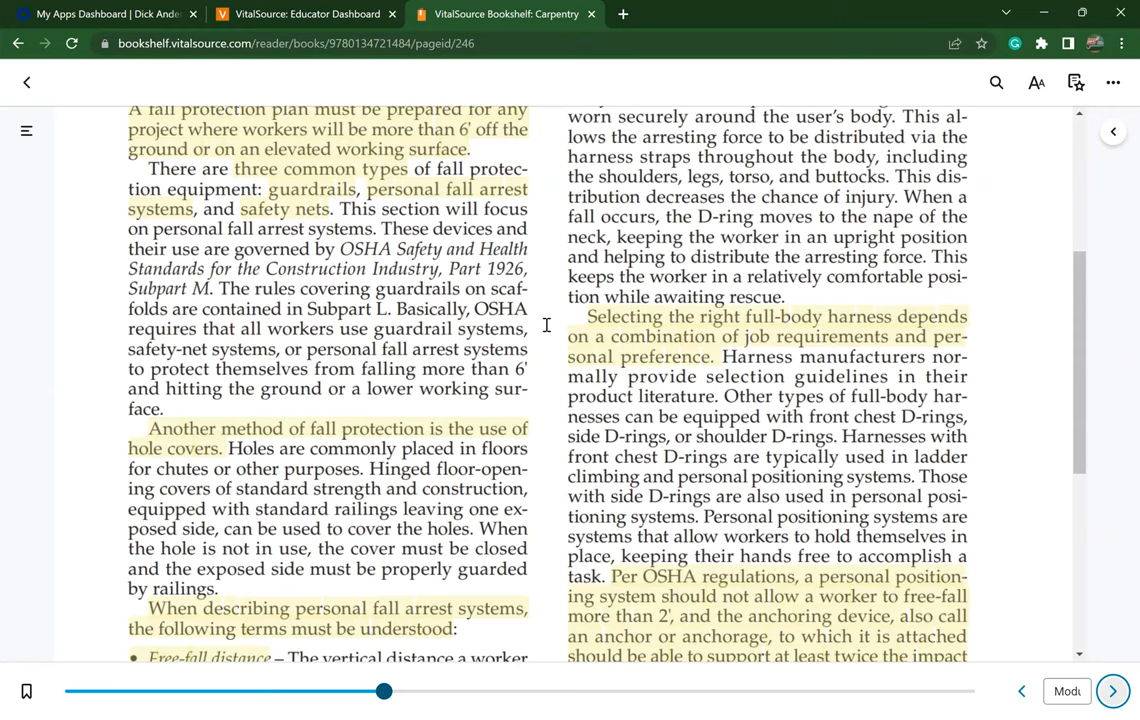 My Apps Dashboard | Dick Ander
VitalSource: Educator Dashboard
VitalSource Bookshelf: Carpentry
bookshelf.vitalsource.com/reader/books/9780134721484/pageid/246
A fall protection plan must be prepared for any
project where workers will be more than 6' off the
ground or on an elevated working surface.
There are three common types of fall protec-
tion equipment: guardrails, personal fall arrest
systems, and safety nets. This section will focus
on personal fall arrest systems. These devices and
their use are governed by OSHA Safety and Health
Standards for the Construction Industry, Part 1926,
Subpart M. The rules covering guardrails on scaf-
folds are contained in Subpart L. Basically, OSHA
requires that all workers use guardrail systems,
safety-net systems, or personal fall arrest systems
to protect themselves from falling more than 6'
and hitting the ground or a lower working sur-
face.
Another method of fall protection is the use of
hole covers. Holes are commonly placed in floors
for chutes or other purposes. Hinged floor-open-
ing covers of standard strength and construction,
equipped with standard railings leaving one ex-
posed side, can be used to cover the holes. When
the hole is not in use, the cover must be closed
and the exposed side must be properly guarded
by railings.
When describing personal fall arrest systems,
the following terms must be understood:
• Free-fall distance – The vertical distance a worker
worn securely around the user's body. This al-
lows the arresting force to be distributed via the
harness straps throughout the body, including
the shoulders, legs, torso, and buttocks. This dis-
tribution decreases the chance of injury. When a
fall occurs, the D-ring moves to the nape of the
neck, keeping the worker in an upright position
and helping to distribute the arresting force. This
keeps the worker in a relatively comfortable posi-
tion while awaiting rescue.
Selecting the right full-body harness depends
on a combination of job requirements and per-
sonal preference. Harness manufacturers nor-
mally provide selection guidelines in their
product literature. Other types of full-body har-
nesses can be equipped with front chest D-rings,
side D-rings, or shoulder D-rings. Harnesses with
front chest D-rings are typically used in ladder
climbing and personal positioning systems. Those
with side D-rings are also used in personal posi-
tioning systems. Personal positioning systems are
systems that allow workers to hold themselves in
place, keeping their hands free to accomplish a
task. Per OSHA regulations, a personal position-
ing system should not allow a worker to free-fall
more than 2', and the anchoring device, also call
an anchor or anchorage, to which it is attached
should be able to support at least twice the impact
Modu